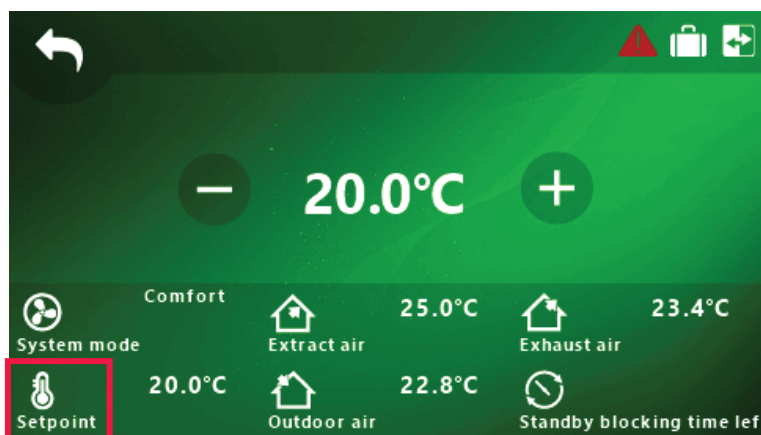 20.0°C
Comfort 25.0°C 23.4°C
System mode Extract air Exhaust air
20.0°C 22.8°C
Setpoint Outdoor air Standby blocking time lef